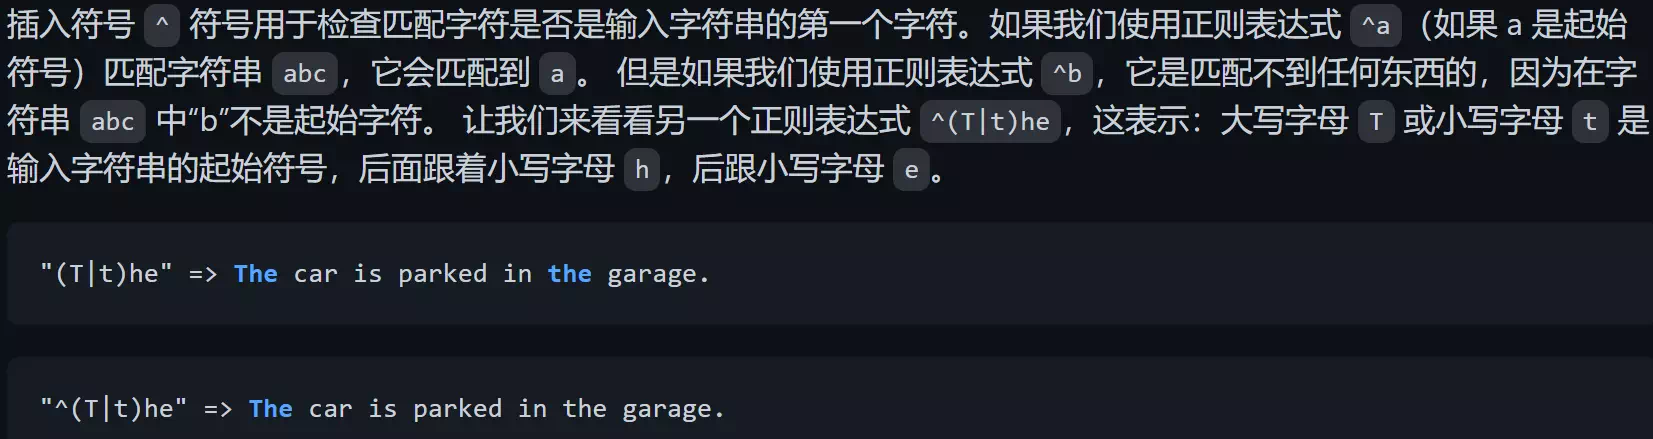 插入符号 ^ 符号用于检查匹配字符是否是输入字符串的第一个字符。如果我们使用正则表达式 ^a（如果 a 是起始
符号）匹配字符串 abc，它会匹配到 a。 但是如果我们使用正则表达式 ^b，它是匹配不到任何东西的，因为在字
符串 abc 中“b”不是起始字符。 让我们来看看另一个正则表达式 ^(T|t)he，这表示：大写字母 T 或小写字母 t 是
输入字符串的起始符号，后面跟着小写字母 h，后跟小写字母 e。
"(T|t)he" => The car is parked in the garage.
"^(T|t)he" => The car is parked in the garage.